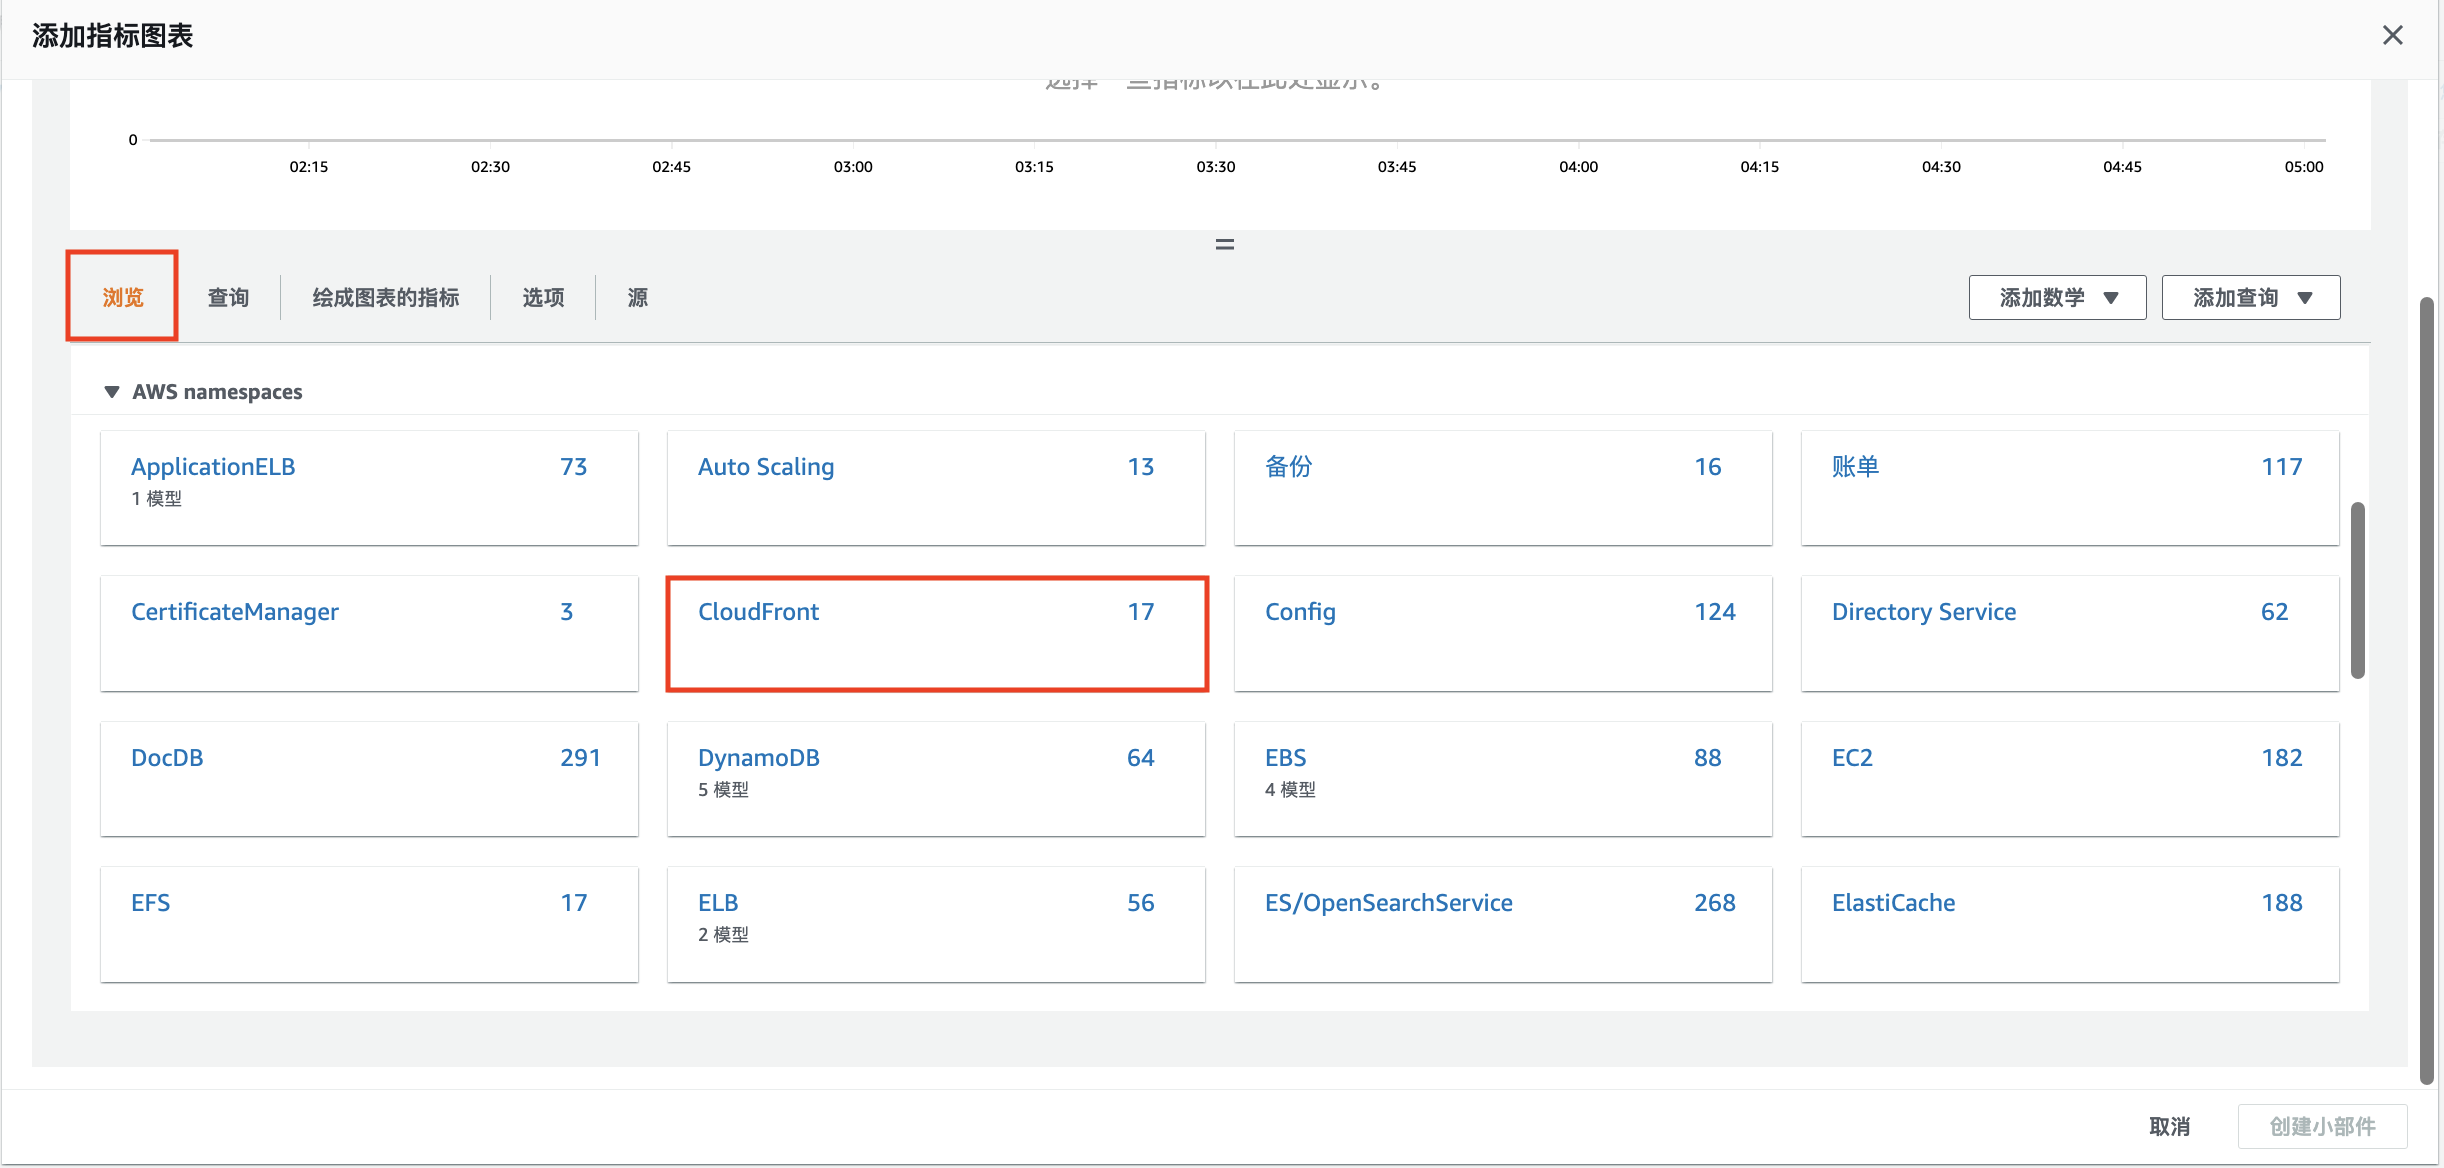 添加指标图表
0
02:15 02:30 02:45 03:00 03:15 03:30 03:45 04:00 04:15 04:30 04:45 05:00
浏览 查询 绘成图表的指标 选项 源 添加数学 添加查询
AWS namespaces
ApplicationELB 73 Auto Scaling 13 备份 16 账单 117
1 模型
CertificateManager 3 CloudFront 17 Config 124 Directory Service 62
DocDB 291 DynamoDB 64 EBS 88 EC2 182
5 模型 4 模型
EFS 17 ELB 56 ES/OpenSearchService 268 ElastiCache 188
2 模型
取消 创建小部件